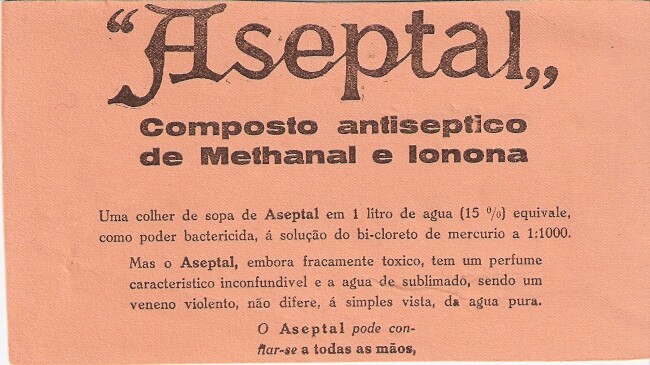 “Aseptal„
Composto antiseptico
de Methanal e Ionona
Uma colher de sopa de Aseptal em 1 litro de agua (15 %) equivale,
como poder bactericida, á solução do bi-cloreto de mercurio a 1:1000.
Mas o Aseptal, embora fracamente toxico, tem um perfume
caracteristico inconfundivel e a agua de sublimado, sendo um
veneno violento, não difere, á simples vista, da agua pura.
O Aseptal pode con-
fiar-se a todas as mãos,